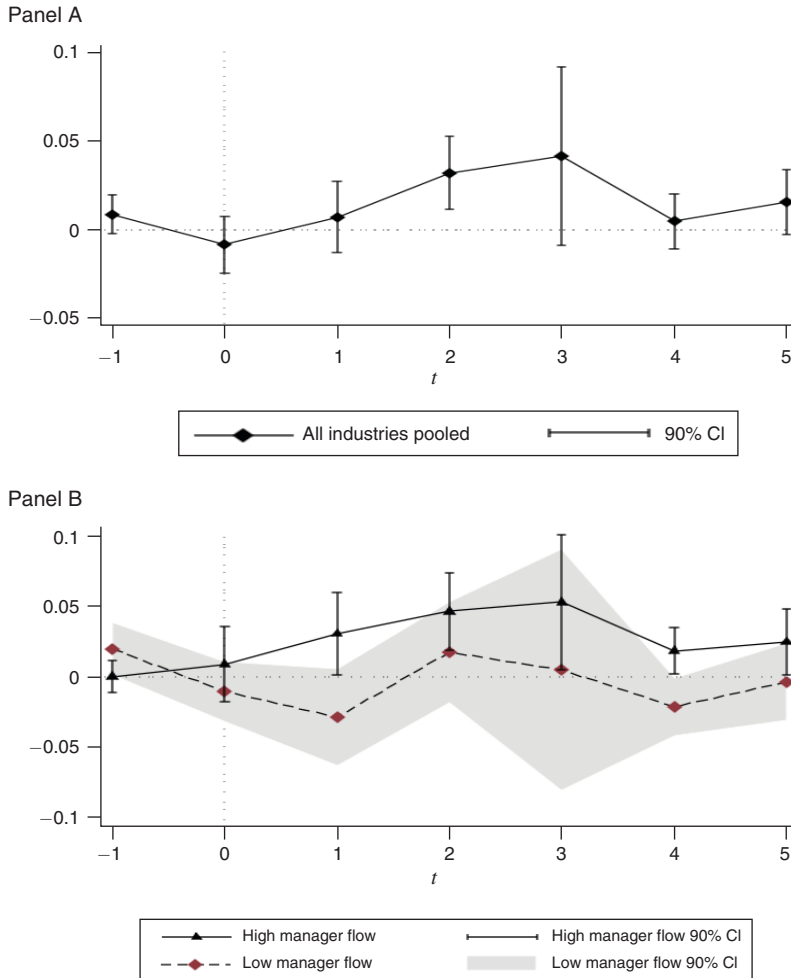 Panel A
0.1
0.05
0
−0.05
−1 0 1 2 3 4 5
t
All industries pooled 90% CI
Panel B
0.1
0.05
0
−0.05
−0.1
−1 0 1 2 3 4 5
t
High manager flow High manager flow 90% CI
Low manager flow Low manager flow 90% CI